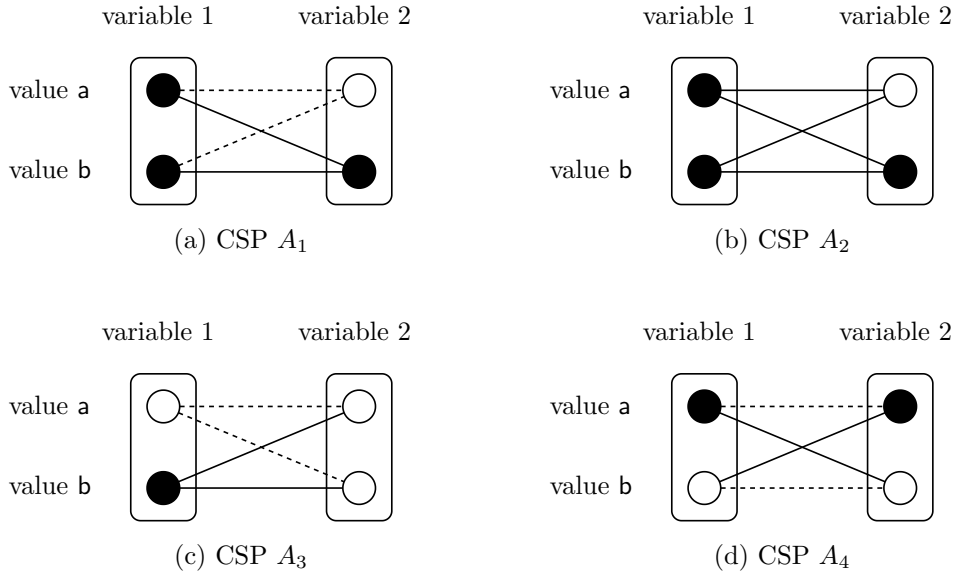 variable 1 variable 2 variable 1 variable 2
value a value a
value b value b
(a) CSP A₁ (b) CSP A₂
variable 1 variable 2 variable 1 variable 2
value a value a
value b value b
(c) CSP A₃ (d) CSP A₄